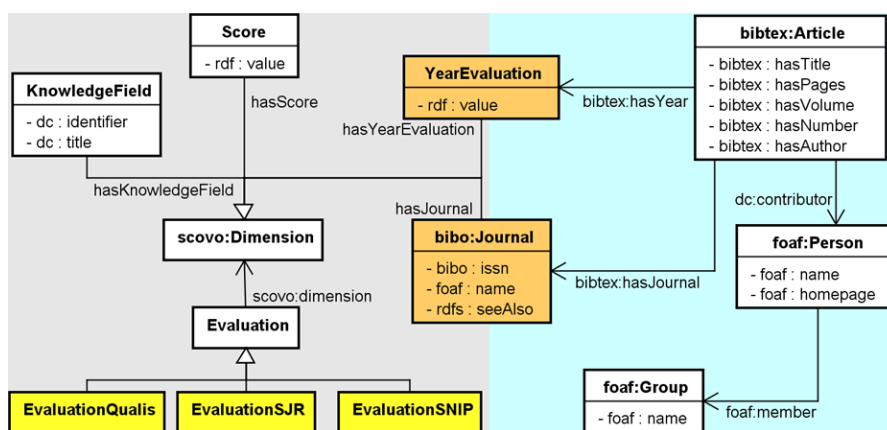 Score
- rdf : value
KnowledgeField
- dc : identifier
- dc : title
hasScore
YearEvaluation
- rdf : value
hasYearEvaluation
hasKnowledgeField
hasJournal
scovo:Dimension
scovo:dimension
Evaluation
EvaluationQualis
EvaluationSJR
EvaluationSNIP
bibo:Journal
- bibo : issn
- foaf : name
- rdfs : seeAlso
bibtex:Article
- bibtex : hasTitle
- bibtex : hasPages
- bibtex : hasVolume
- bibtex : hasNumber
- bibtex : hasAuthor
bibtex:hasYear
bibtex:hasJournal
dc:contributor
foaf:Person
- foaf : name
- foaf : homepage
foaf:Group
- foaf : name
foaf:member